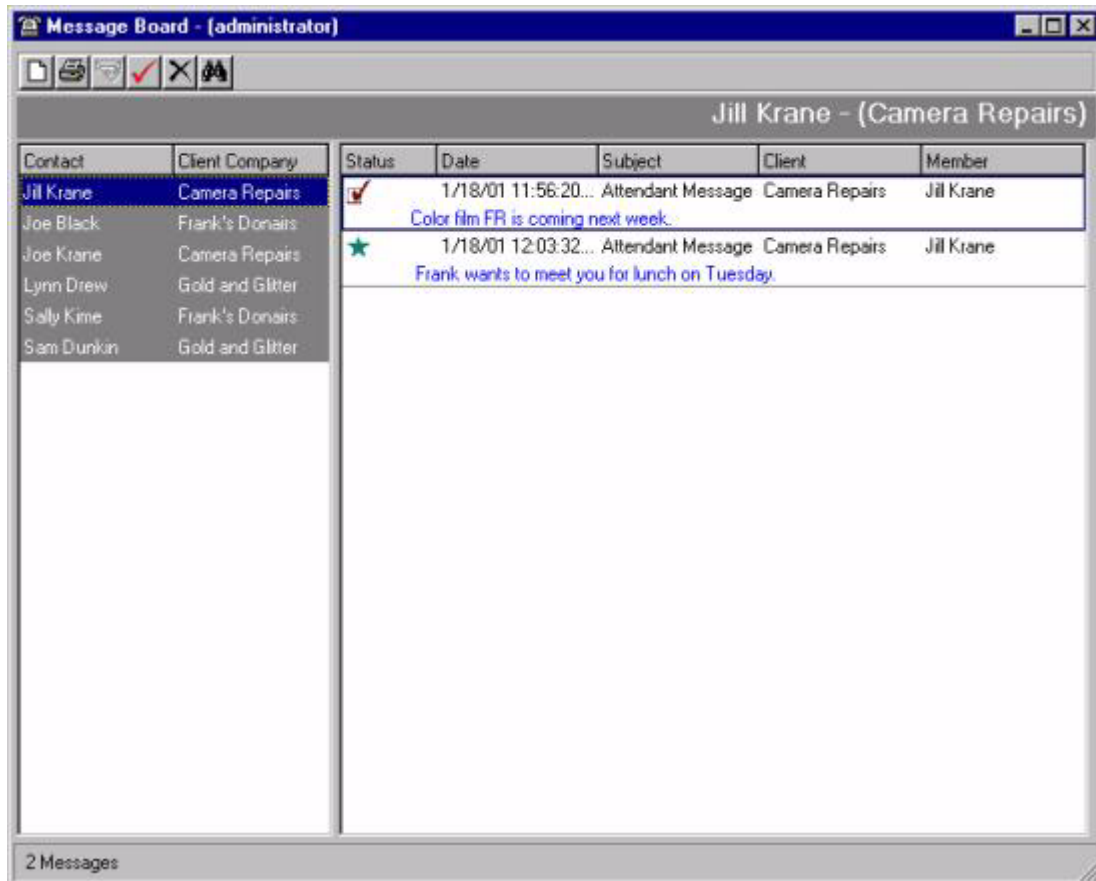 Message Board - (administrator)
Jill Krane - (Camera Repairs)
Contact Client Company
Jill Krane Camera Repairs
Joe Black Frank's Donairs
Joe Krane Camera Repairs
Lynn Drew Gold and Glitter
Sally Kime Frank's Donairs
Sam Dunkin Gold and Glitter
Status Date Subject Client Member
1/18/01 11:56:20... Attendant Message Camera Repairs Jill Krane
Color film FR is coming next week.
1/18/01 12:03:32... Attendant Message Camera Repairs Jill Krane
Frank wants to meet you for lunch on Tuesday.
2 Messages